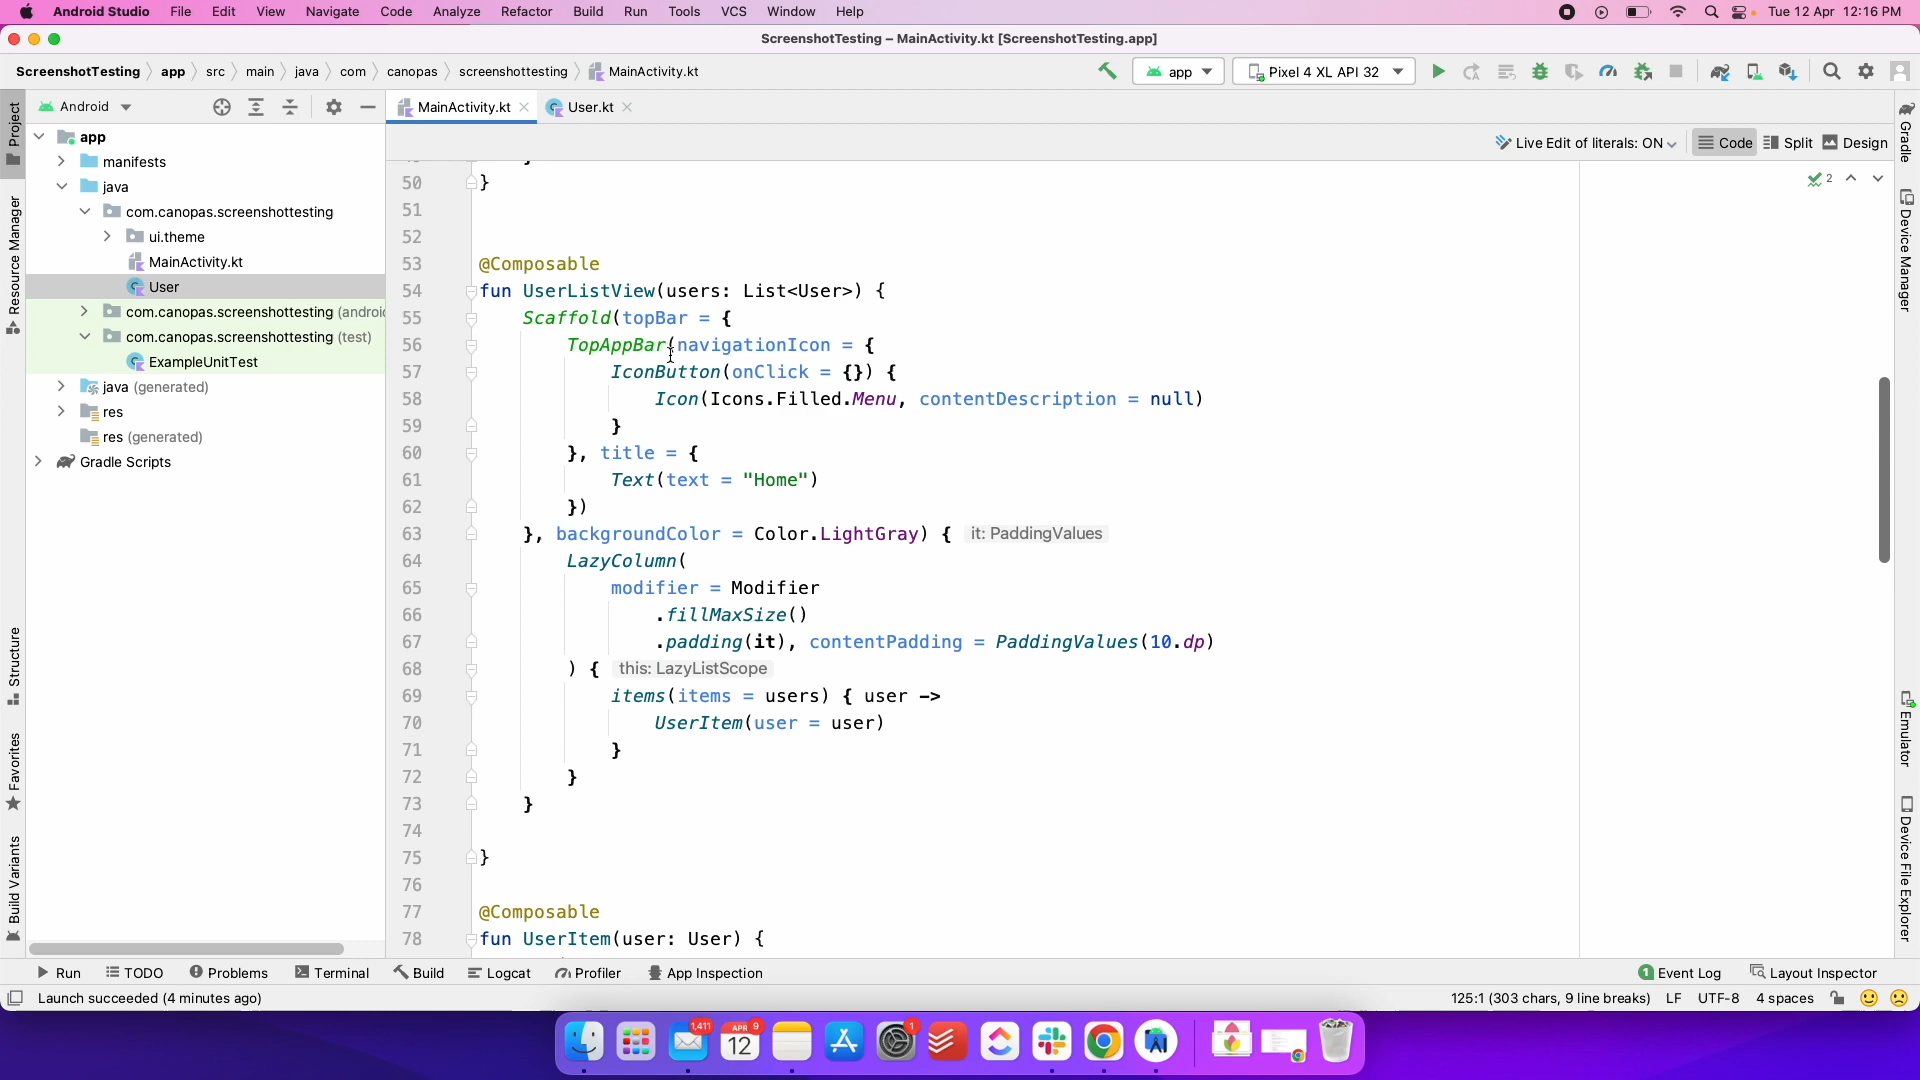 Android Studio File Edit View Navigate Code Analyze Refactor Build Run Tools VCS Window Help Tue 12 Apr 12:16 PM
ScreenshotTesting – MainActivity.kt [ScreenshotTesting.app]
ScreenshotTesting app src main java com canopas screenshottesting MainActivity.kt app Pixel 4 XL API 32
Project
Resource Manager
Structure
Favorites
Build Variants
Android
app
manifests
java
com.canopas.screenshottesting
ui.theme
MainActivity.kt
User
com.canopas.screenshottesting (androi
com.canopas.screenshottesting (test)
ExampleUnitTest
java (generated)
res
res (generated)
Gradle Scripts
MainActivity.kt User.kt
Live Edit of literals: ON Code Split Design
2
50 }
51
52
53 @Composable
54 fun UserListView(users: List<User>) {
55 Scaffold(topBar = {
56 TopAppBar(navigationIcon = {
57 IconButton(onClick = {}) {
58 Icon(Icons.Filled.Menu, contentDescription = null)
59 }
60 }, title = {
61 Text(text = "Home")
62 })
63 }, backgroundColor = Color.LightGray) { it: PaddingValues
64 LazyColumn(
65 modifier = Modifier
66 .fillMaxSize()
67 .padding(it), contentPadding = PaddingValues(10.dp)
68 ) { this: LazyListScope
69 items(items = users) { user ->
70 UserItem(user = user)
71 }
72 }
73 }
74
75 }
76
77 @Composable
78 fun UserItem(user: User) {
Gradle
Device Manager
Emulator
Device File Explorer
Run TODO Problems Terminal Build Logcat Profiler App Inspection 1 Event Log Layout Inspector
Launch succeeded (4 minutes ago) 125:1 (303 chars, 9 line breaks) LF UTF-8 4 spaces
1,411
APR 9
12
1